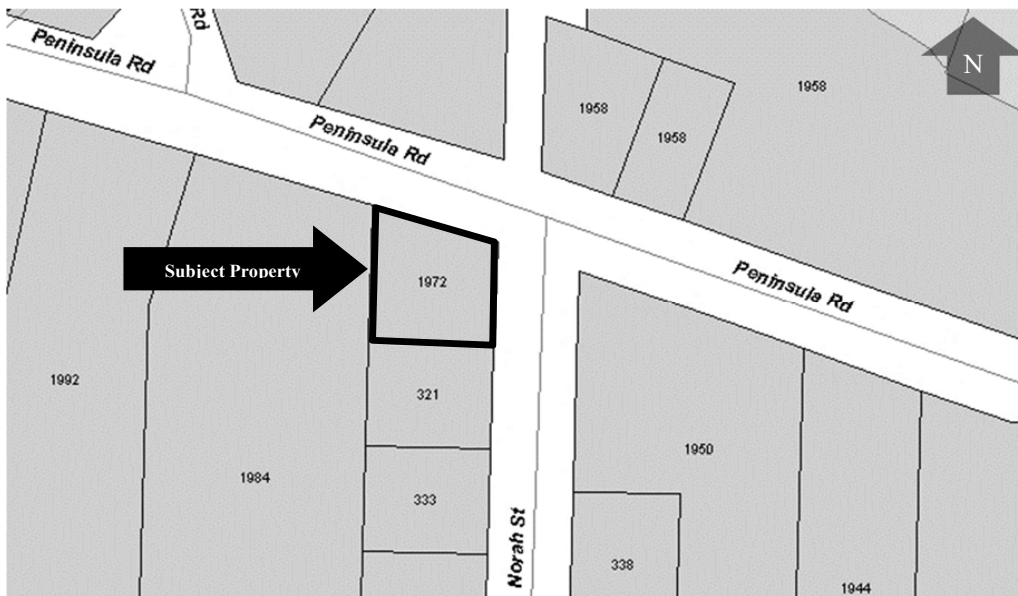 Rd
Peninsula Rd
N
1958
Peninsula Rd
1958
1958
Peninsula Rd
Subject Property
1972
1992
321
1950
1984
333
Norah St
338
1944